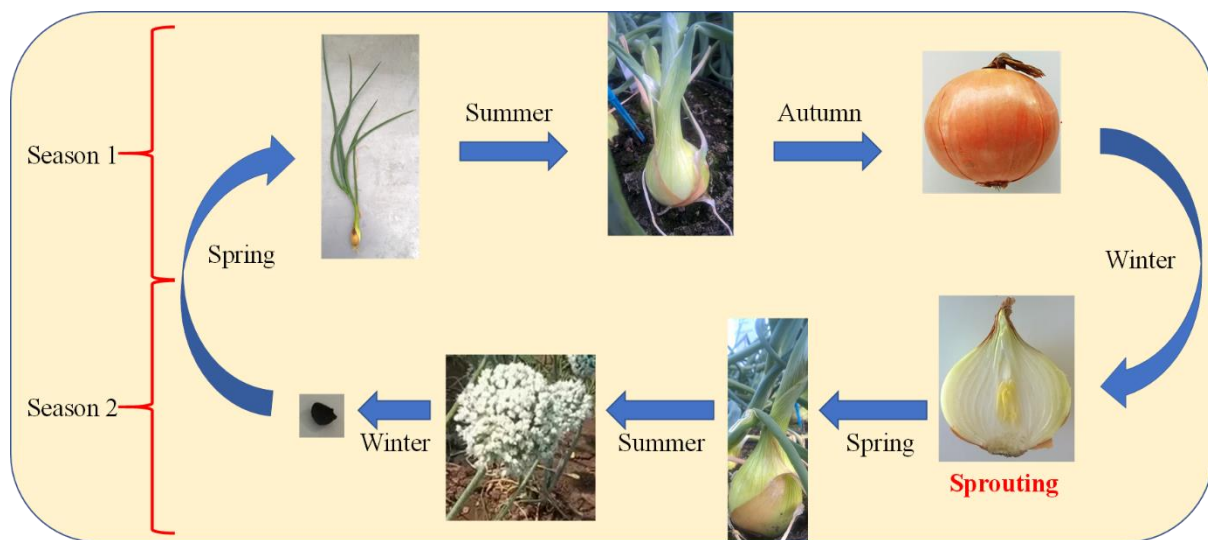 Summer
Autumn
Season 1
Spring
Winter
Season 2
Winter
Summer
Spring
Sprouting